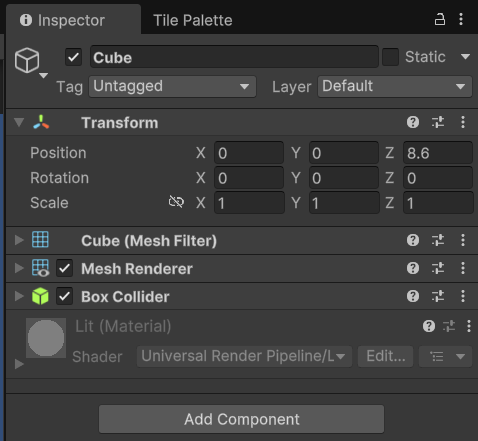 Inspector Tile Palette
Cube Static
Tag Untagged Layer Default
Transform
Position X 0 Y 0 Z 8.6
Rotation X 0 Y 0 Z 0
Scale X 1 Y 1 Z 1
Cube (Mesh Filter)
Mesh Renderer
Box Collider
Lit (Material)
Shader Universal Render Pipeline/L Edit...
Add Component